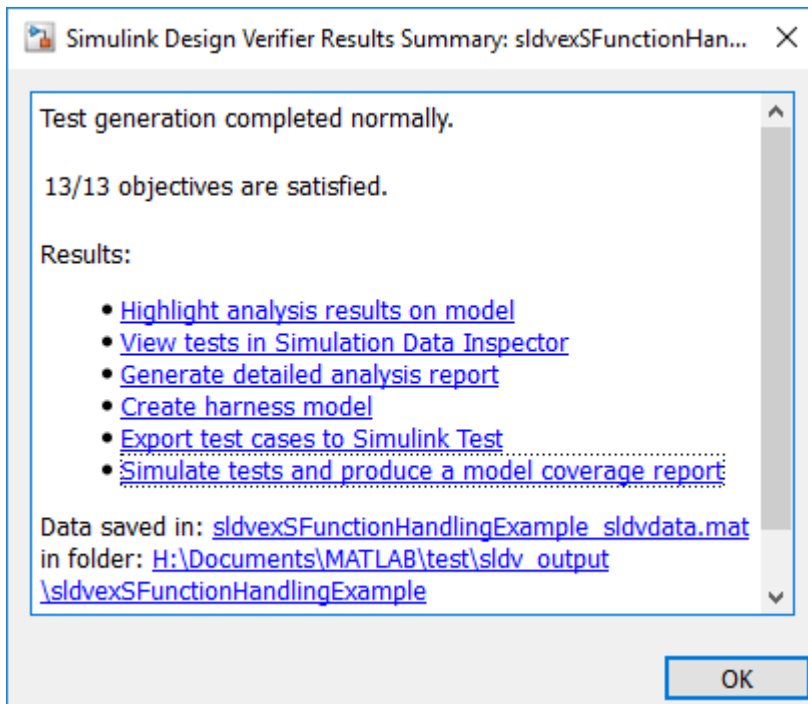 Simulink Design Verifier Results Summary: sldvexSFunctionHan...
Test generation completed normally.
13/13 objectives are satisfied.
Results:
• Highlight analysis results on model
• View tests in Simulation Data Inspector
• Generate detailed analysis report
• Create harness model
• Export test cases to Simulink Test
• Simulate tests and produce a model coverage report
Data saved in: sldvexSFunctionHandlingExample_sldvdata.mat
in folder: H:\Documents\MATLAB\test\sldv_output
\sldvexSFunctionHandlingExample
OK